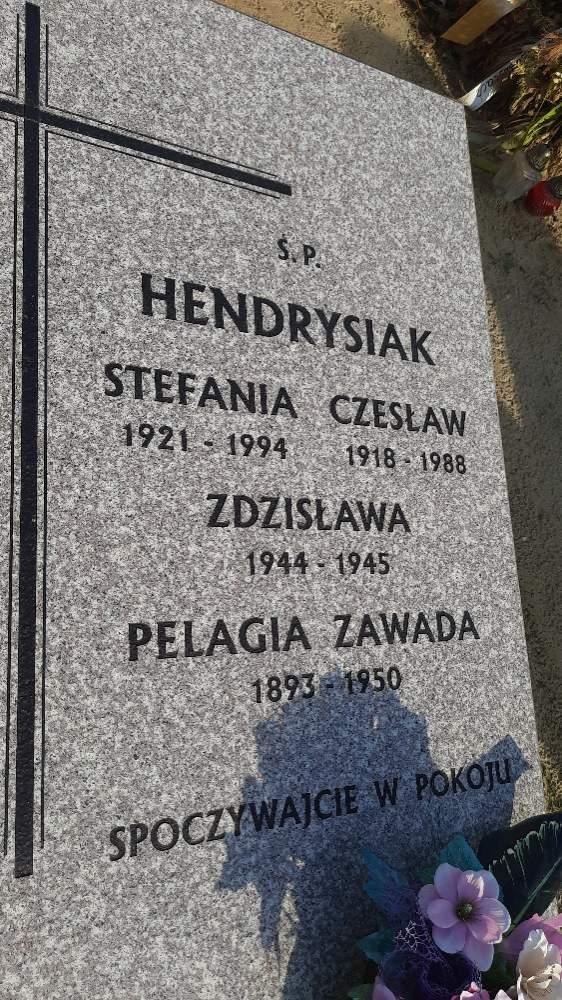 Ś. P.
HENDRYSIAK
STEFANIA CZESŁAW
1921 - 1994 1918 - 1988
ZDZISŁAWA
1944 - 1945
PELAGIA ZAWADA
1893 - 1950
SPOCZYWAJCIE W POKOJU